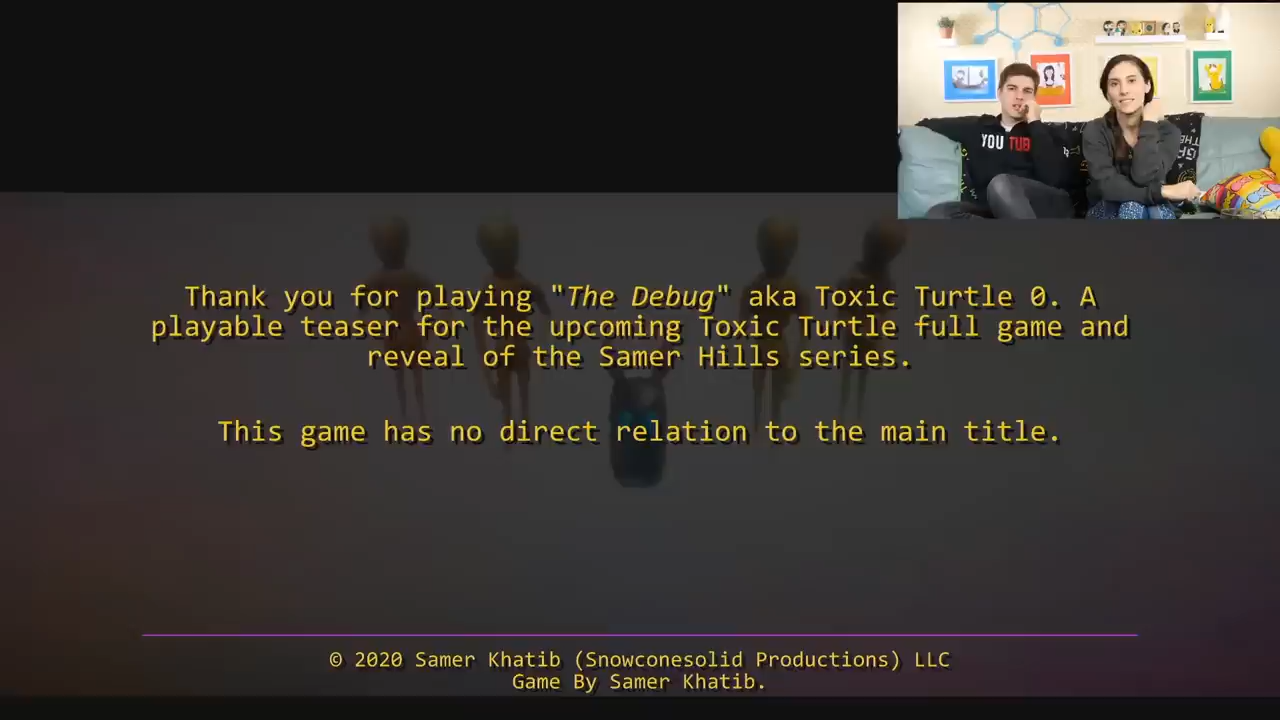 YOU TUB
Thank you for playing "The Debug" aka Toxic Turtle 0. A
playable teaser for the upcoming Toxic Turtle full game and
reveal of the Samer Hills series.
This game has no direct relation to the main title.
© 2020 Samer Khatib (Snowconesolid Productions) LLC
Game By Samer Khatib.